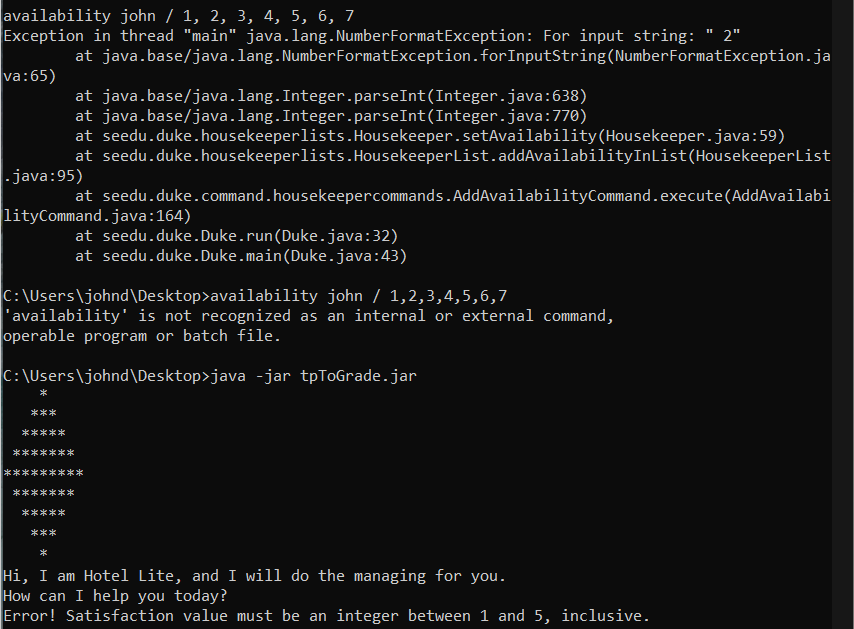 availability john / 1, 2, 3, 4, 5, 6, 7
Exception in thread "main" java.lang.NumberFormatException: For input string: " 2"
        at java.base/java.lang.NumberFormatException.forInputString(NumberFormatException.ja
va:65)
        at java.base/java.lang.Integer.parseInt(Integer.java:638)
        at java.base/java.lang.Integer.parseInt(Integer.java:770)
        at seedu.duke.housekeeperlists.Housekeeper.setAvailability(Housekeeper.java:59)
        at seedu.duke.housekeeperlists.HousekeeperList.addAvailabilityInList(HousekeeperList
.java:95)
        at seedu.duke.command.housekeepercommands.AddAvailabilityCommand.execute(AddAvailabi
lityCommand.java:164)
        at seedu.duke.Duke.run(Duke.java:32)
        at seedu.duke.Duke.main(Duke.java:43)

C:\Users\johnd\Desktop>availability john / 1,2,3,4,5,6,7
'availability' is not recognized as an internal or external command,
operable program or batch file.

C:\Users\johnd\Desktop>java -jar tpToGrade.jar
    *
   ***
  *****
 *******
*********
 *******
  *****
   ***
    *
Hi, I am Hotel Lite, and I will do the managing for you.
How can I help you today?
Error! Satisfaction value must be an integer between 1 and 5, inclusive.